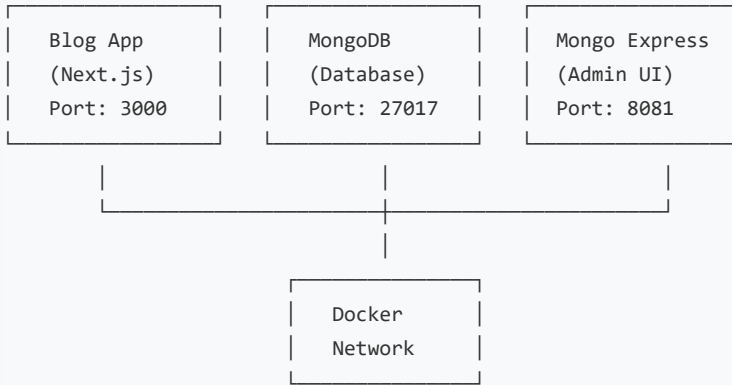 Blog App MongoDB Mongo Express
(Next.js) (Database) (Admin UI)
Port: 3000 Port: 27017 Port: 8081
Docker
Network